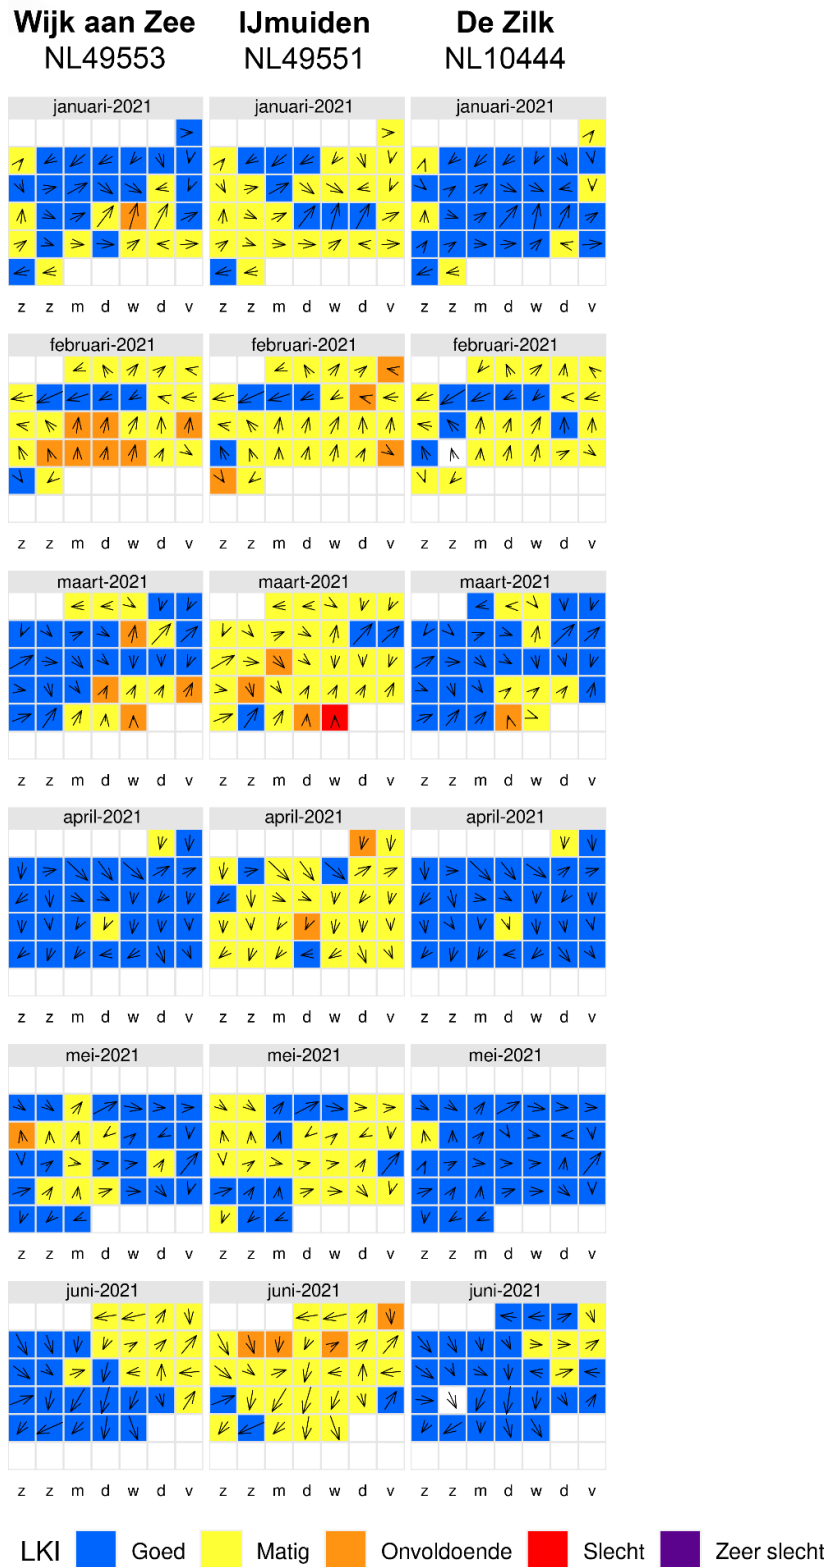 Wijk aan Zee IJmuiden De Zilk
NL49553 NL49551 NL10444
januari-2021 januari-2021 januari-2021
z z m d w d v z z m d w d v z z m d w d v
februari-2021 februari-2021 februari-2021
z z m d w d v z z m d w d v z z m d w d v
maart-2021 maart-2021 maart-2021
z z m d w d v z z m d w d v z z m d w d v
april-2021 april-2021 april-2021
z z m d w d v z z m d w d v z z m d w d v
mei-2021 mei-2021 mei-2021
z z m d w d v z z m d w d v z z m d w d v
juni-2021 juni-2021 juni-2021
z z m d w d v z z m d w d v z z m d w d v
LKI Goed Matig Onvoldoende Slecht Zeer slecht